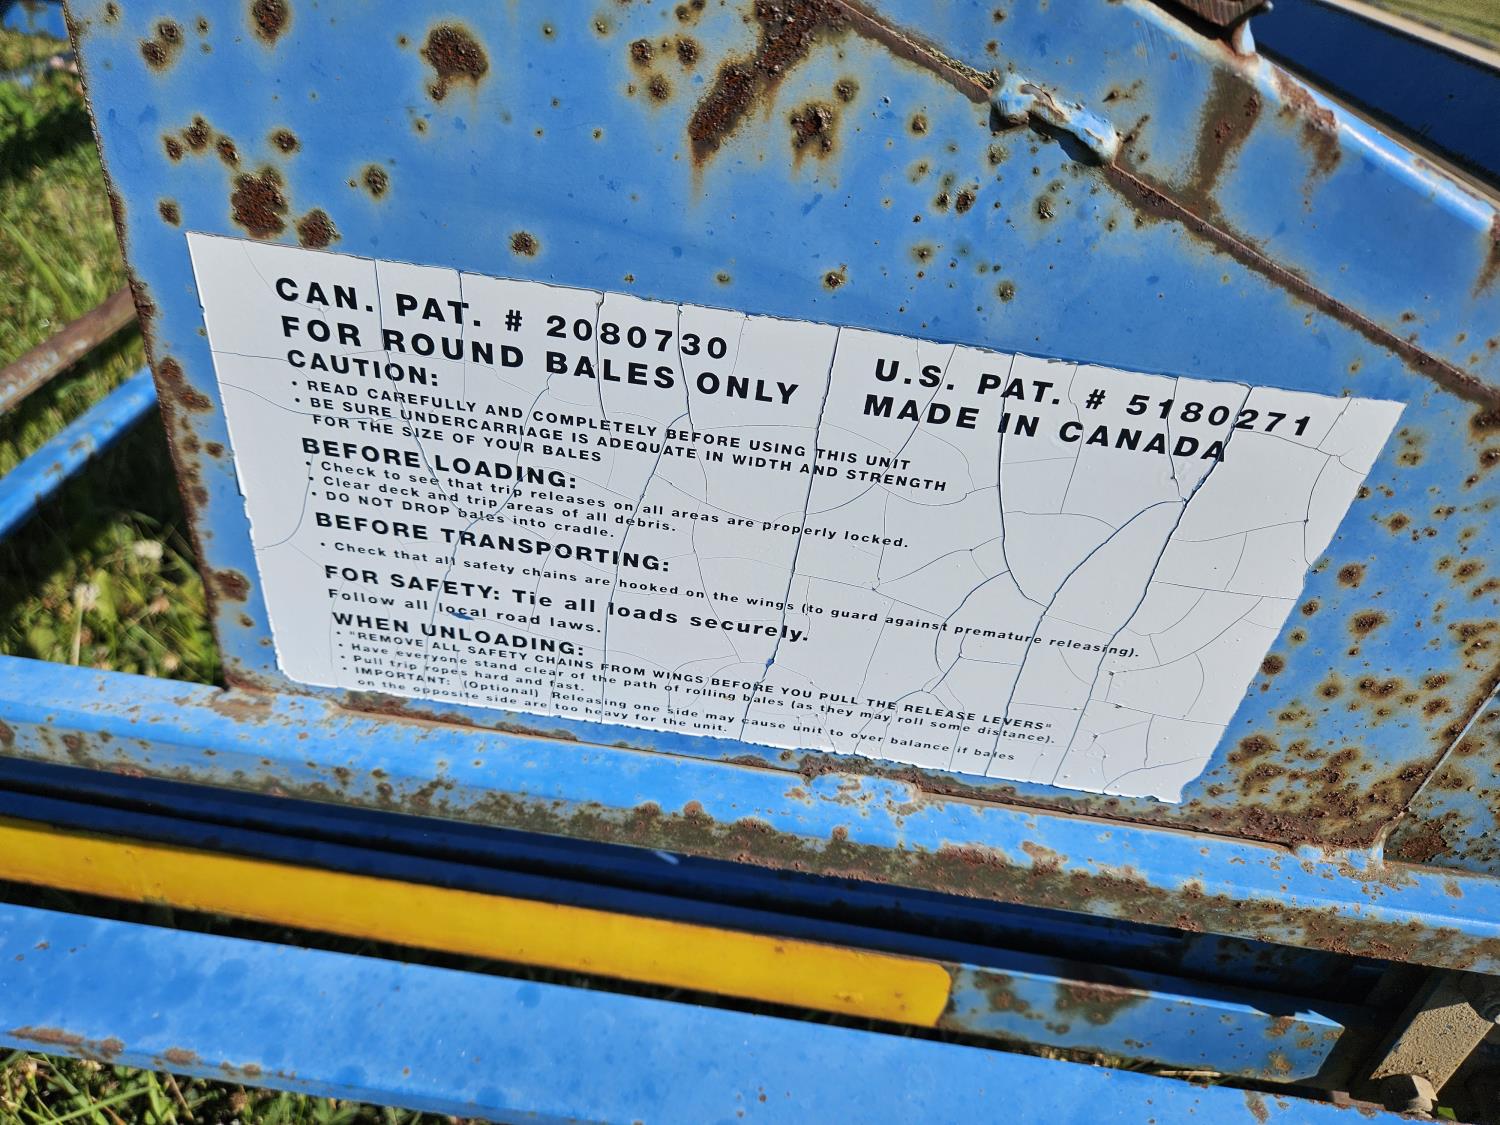 CAN. PAT. # 2080730
FOR ROUND BALES ONLY
U.S. PAT. # 5180271
MADE IN CANADA
CAUTION:
• READ CAREFULLY AND COMPLETELY BEFORE USING THIS UNIT
• BE SURE UNDERCARRIAGE IS ADEQUATE IN WIDTH AND STRENGTH
FOR THE SIZE OF YOUR BALES
BEFORE LOADING:
• Check to see that trip releases on all areas are properly locked.
• Clear deck and trip areas of all debris.
• DO NOT DROP bales into cradle.
BEFORE TRANSPORTING:
• Check that all safety chains are hooked on the wings (to guard against premature releasing).
FOR SAFETY: Tie all loads securely.
Follow all local road laws.
WHEN UNLOADING:
• "REMOVE ALL SAFETY CHAINS FROM WINGS BEFORE YOU PULL THE RELEASE LEVERS"
• Have everyone stand clear of the path of rolling bales (as they may roll some distance).
• Pull trip ropes hard and fast.
• IMPORTANT: (Optional) Releasing one side may cause unit to over balance if bales
on the opposite side are too heavy for the unit.